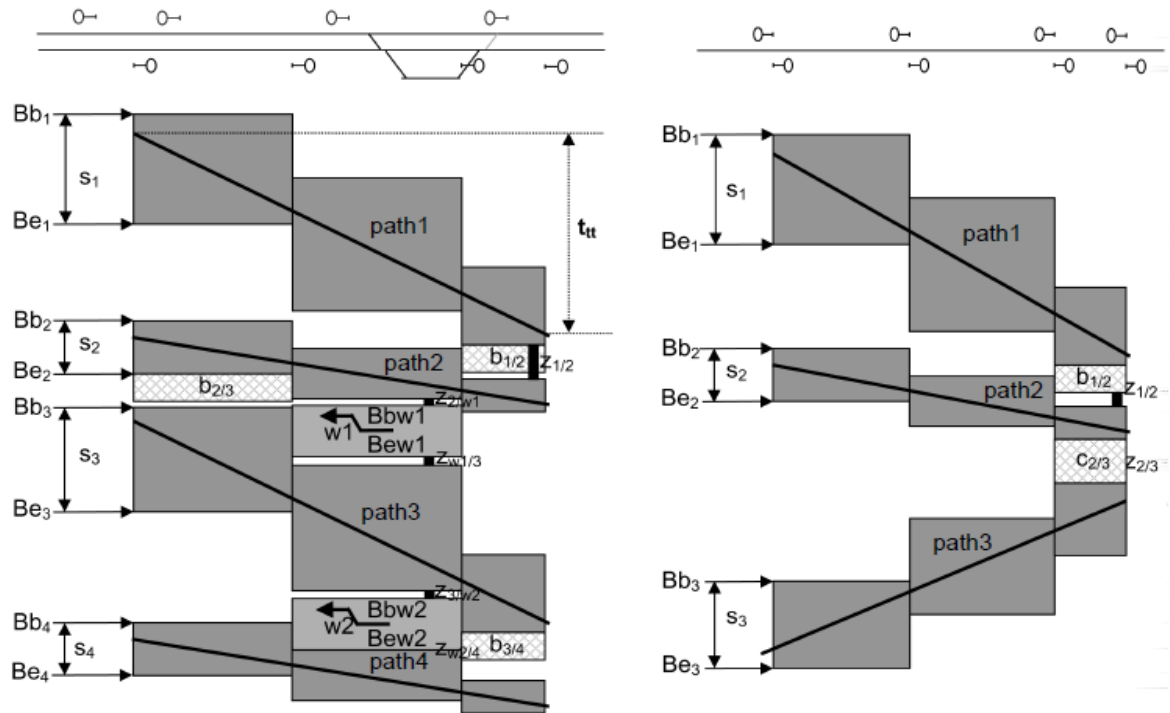 Bb₁
s₁
Be₁
path1
tₜₜ
Bb₂
s₂
Be₂
path2
b₁/₂
z₁/₂
b₂/₃
z₂/w₁
Bb₃
w1
Bbw1
Bew1
s₃
z w₁/₃
Be₃
path3
z₃/w₂
Bb₄
w2
Bbw2
Bew2
s₄
z w₂/₄
b₃/₄
Be₄
path4
Bb₁
s₁
Be₁
path1
Bb₂
s₂
Be₂
path2
b₁/₂
z₁/₂
c₂/₃
z₂/₃
path3
Bb₃
s₃
Be₃